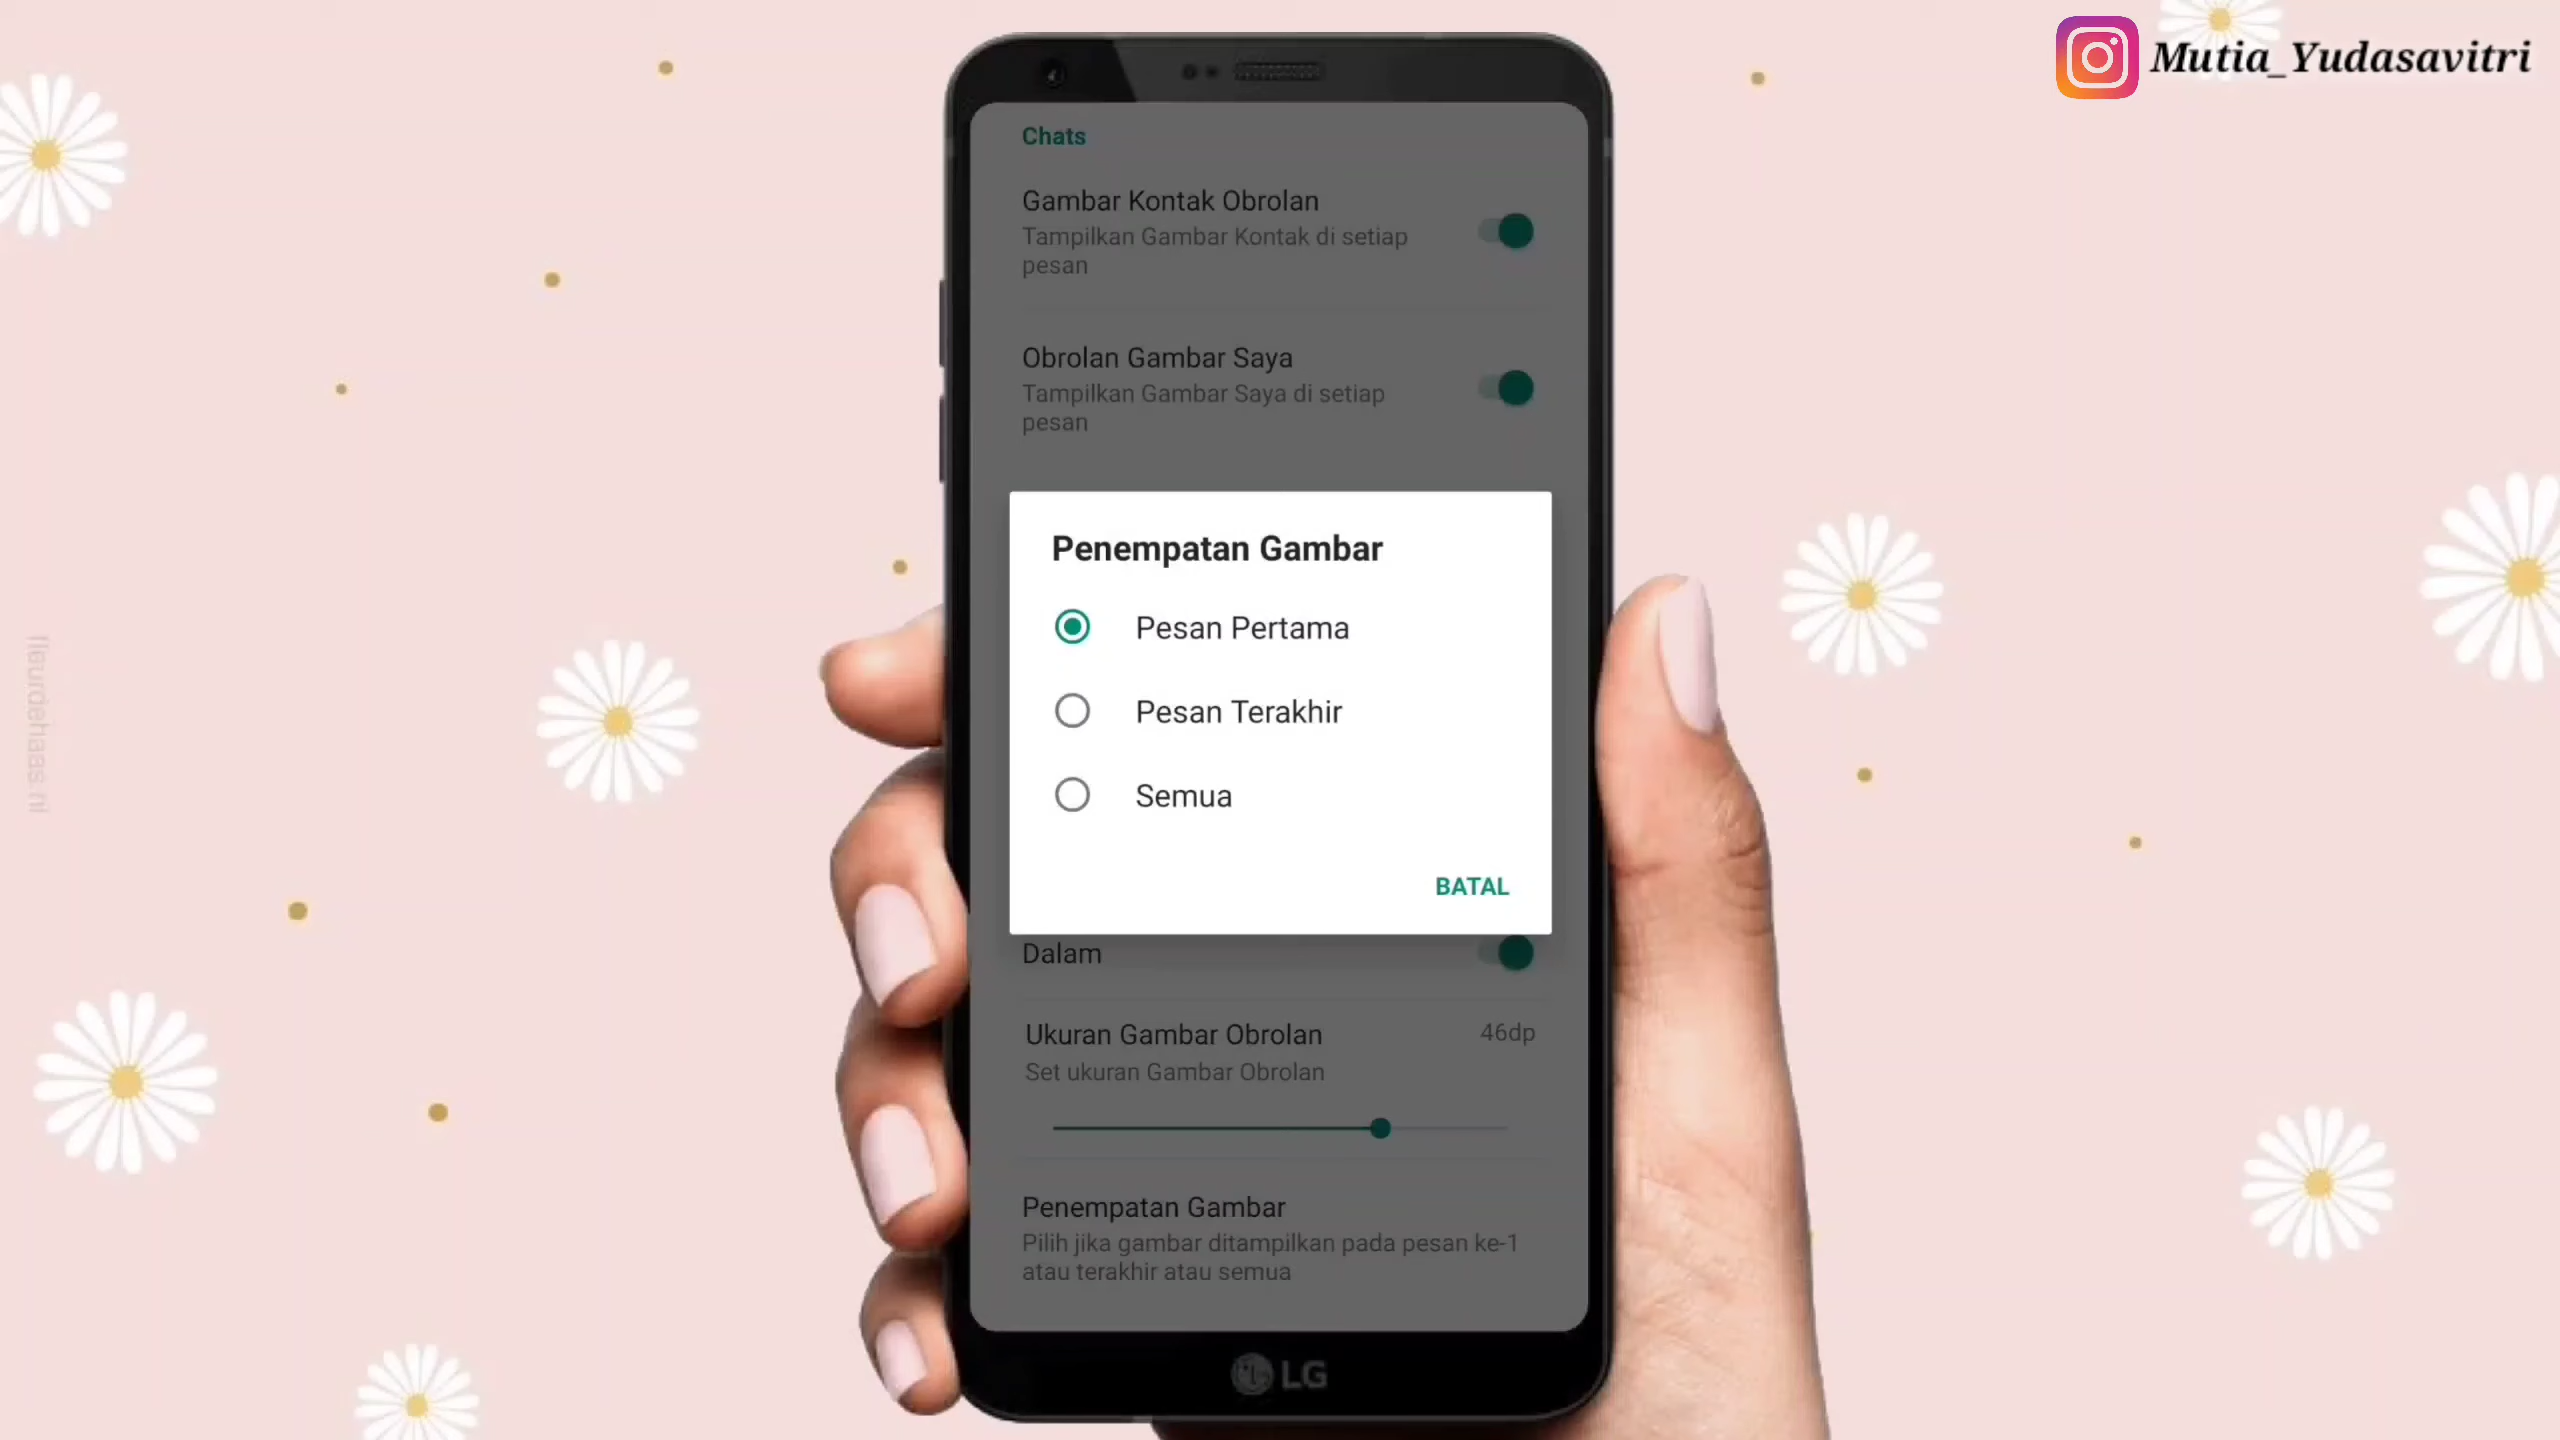 Mutia_Yudasavitri
Chats
Gambar Kontak Obrolan
Tampilkan Gambar Kontak di setiap
pesan
Obrolan Gambar Saya
Tampilkan Gambar Saya di setiap
pesan
Penempatan Gambar
Pesan Pertama
Pesan Terakhir
Semua
BATAL
Dalam
Ukuran Gambar Obrolan
46dp
Set ukuran Gambar Obrolan
Penempatan Gambar
Pilih jika gambar ditampilkan pada pesan ke-1
atau terakhir atau semua
LG